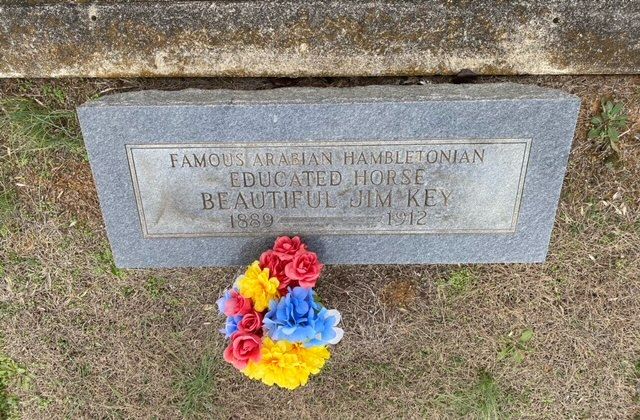 FAMOUS ARABIAN HAMBLETONIAN
EDUCATED HORSE
BEAUTIFUL JIM KEY
1889 1912